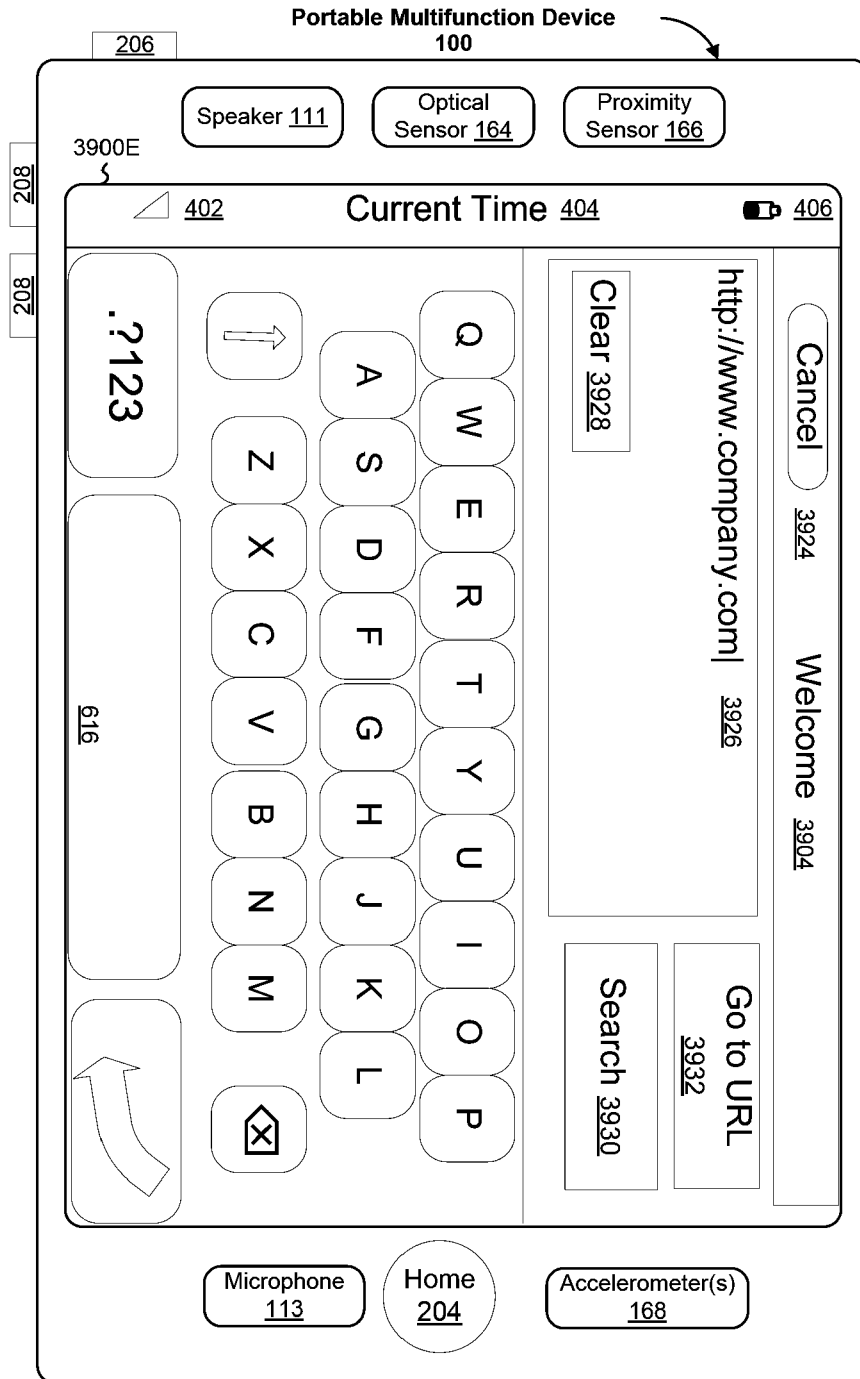 Portable Multifunction Device
100
206
Speaker 111
Optical
Sensor 164
Proximity
Sensor 166
208
208
3900E
402
Current Time 404
406
Cancel
3924
Welcome 3904
http://www.company.com|
3926
Clear 3928
Go to URL
3932
Search 3930
Q W E R T Y U I O P
A S D F G H J K L
Z X C V B N M
.?123
616
Microphone
113
Home
204
Accelerometer(s)
168